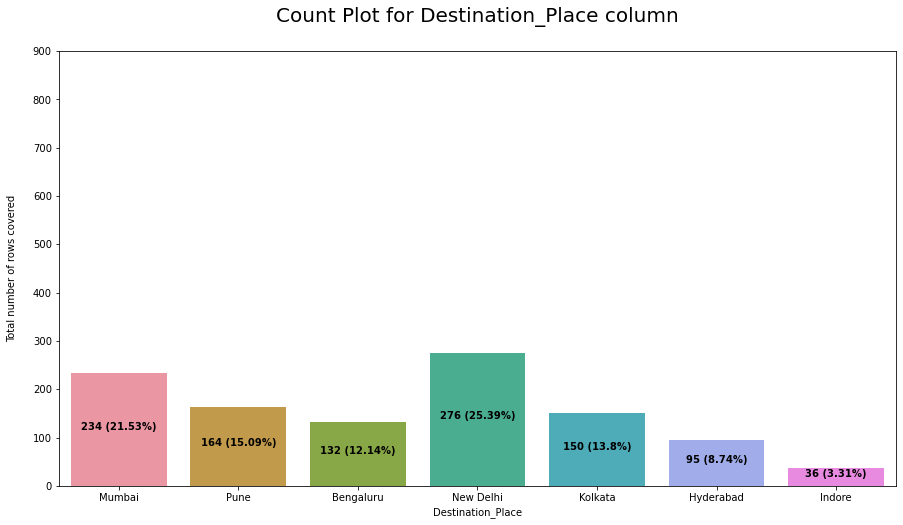 Count Plot for Destination_Place column
Total number of rows covered
900
800
700
600
500
400
300
200
100
0
234 (21.53%)
164 (15.09%)
132 (12.14%)
276 (25.39%)
150 (13.8%)
95 (8.74%)
36 (3.31%)
Mumbai
Pune
Bengaluru
New Delhi
Kolkata
Hyderabad
Indore
Destination_Place